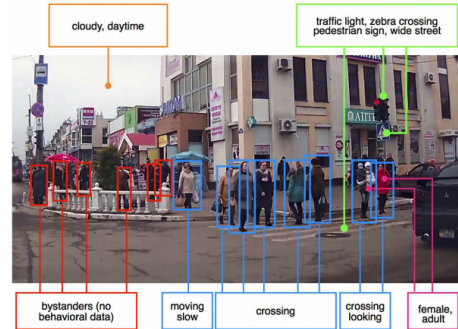 cloudy, daytime
traffic light, zebra crossing
pedestrian sign, wide street
АПТЕ
bystanders (no
behavioral data)
moving
slow
crossing
crossing
looking
female,
adult